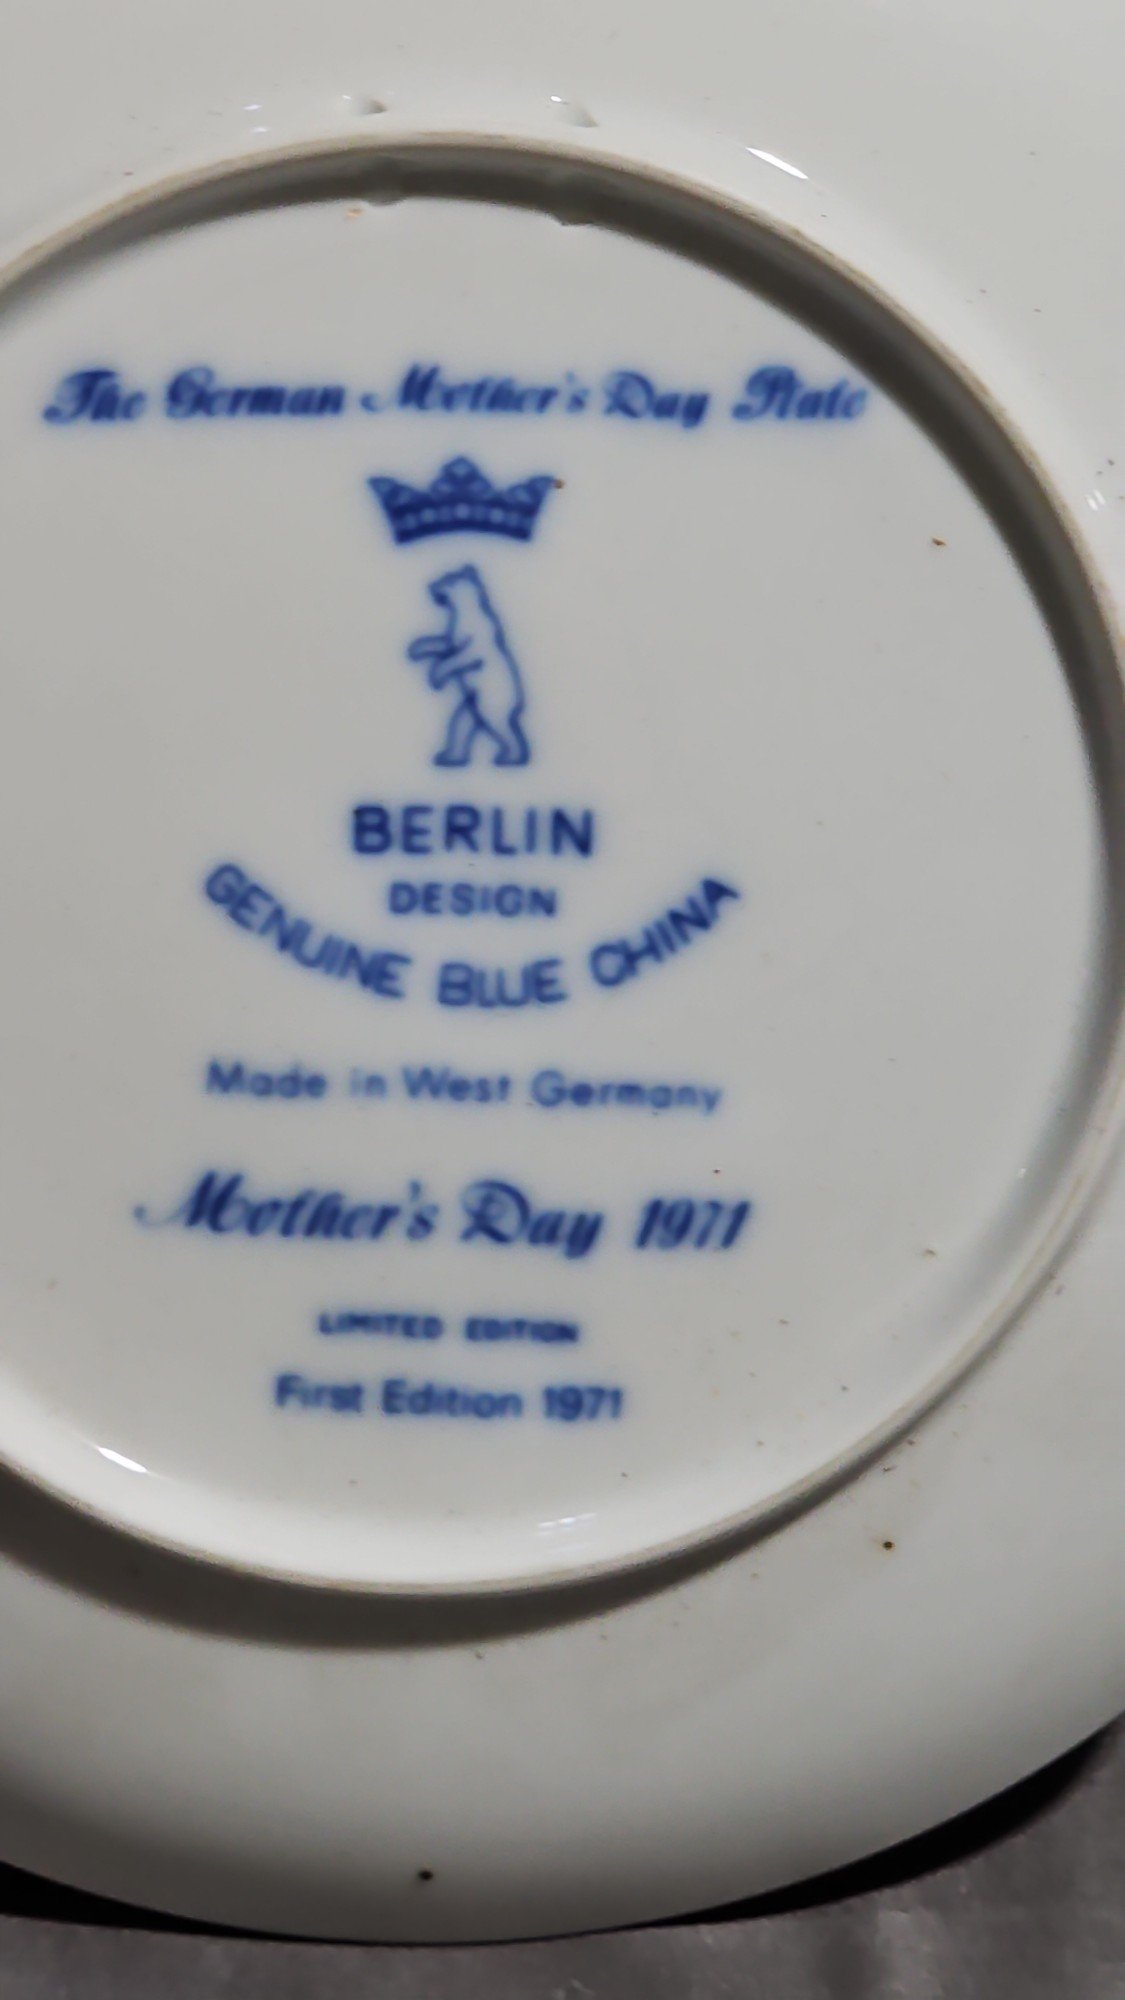 The German Mother's Day Plate
BERLIN
DESIGN
GENUINE BLUE CHINA
Made in West Germany
Mother's Day 1971
LIMITED EDITION
First Edition 1971